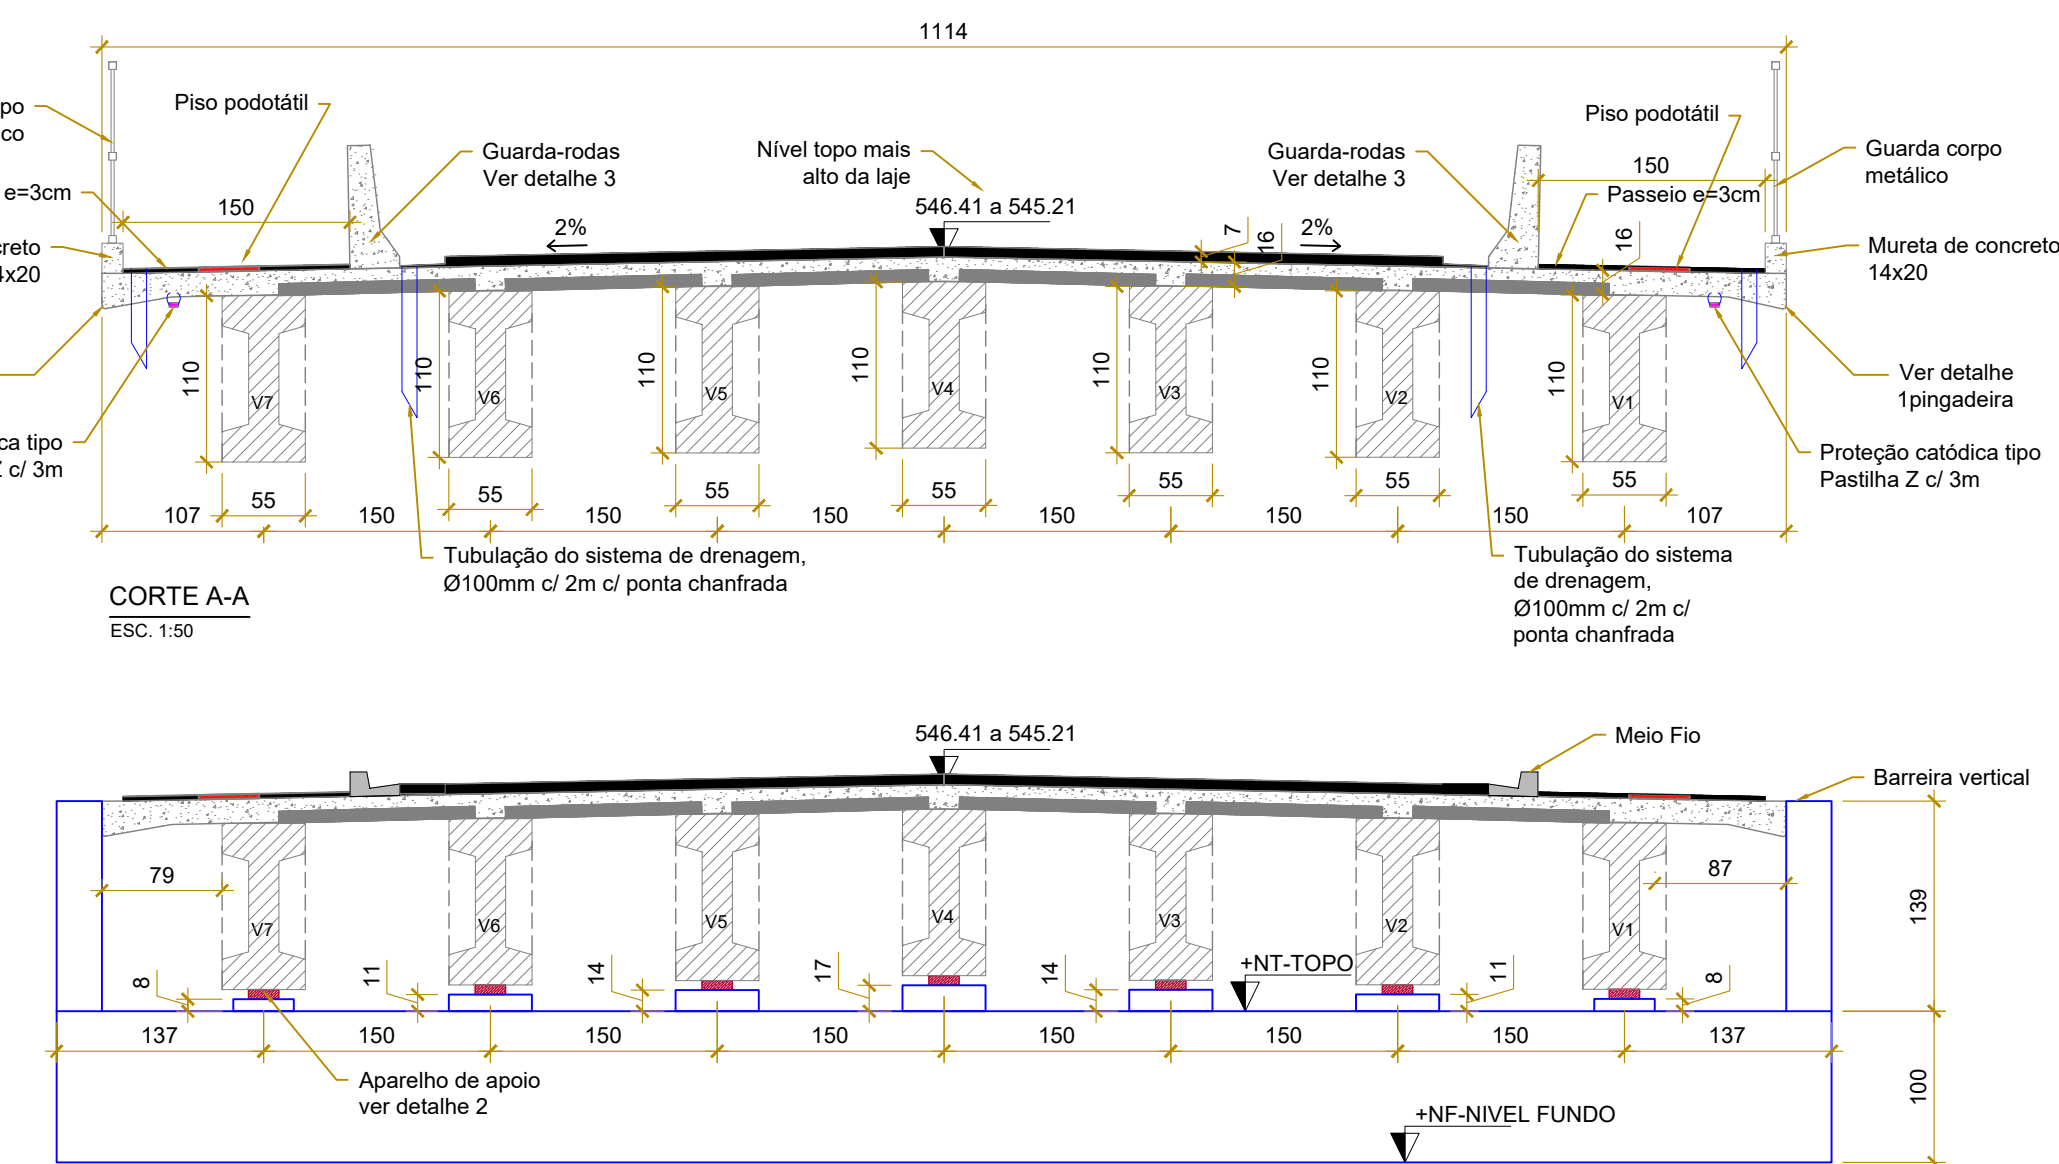 1114
po
co
Piso podotátil
Guarda-rodas
Ver detalhe 3
Nível topo mais
alto da laje
546.41 a 545.21
Guarda-rodas
Ver detalhe 3
Piso podotátil
Guarda corpo
metálico
150
150
e=3cm
Passeio e=3cm
2%
2%
7
16
16
creto
4x20
Mureta de concreto
14x20
110
110
110
110
110
110
110
V7
V6
V5
V4
V3
V2
V1
Ver detalhe
1pingadeira
ca tipo
Z c/ 3m
Proteção catódica tipo
Pastilha Z c/ 3m
55
55
55
55
55
55
55
107
150
150
150
150
150
150
107
Tubulação do sistema de drenagem,
Ø100mm c/ 2m c/ ponta chanfrada
Tubulação do sistema
de drenagem,
Ø100mm c/ 2m c/
ponta chanfrada
CORTE A-A
ESC. 1:50
546.41 a 545.21
Meio Fio
Barreira vertical
79
87
139
V7
V6
V5
V4
V3
V2
V1
8
11
14
17
14
+NT-TOPO
11
8
137
150
150
150
150
150
150
137
Aparelho de apoio
ver detalhe 2
100
+NF-NIVEL FUNDO